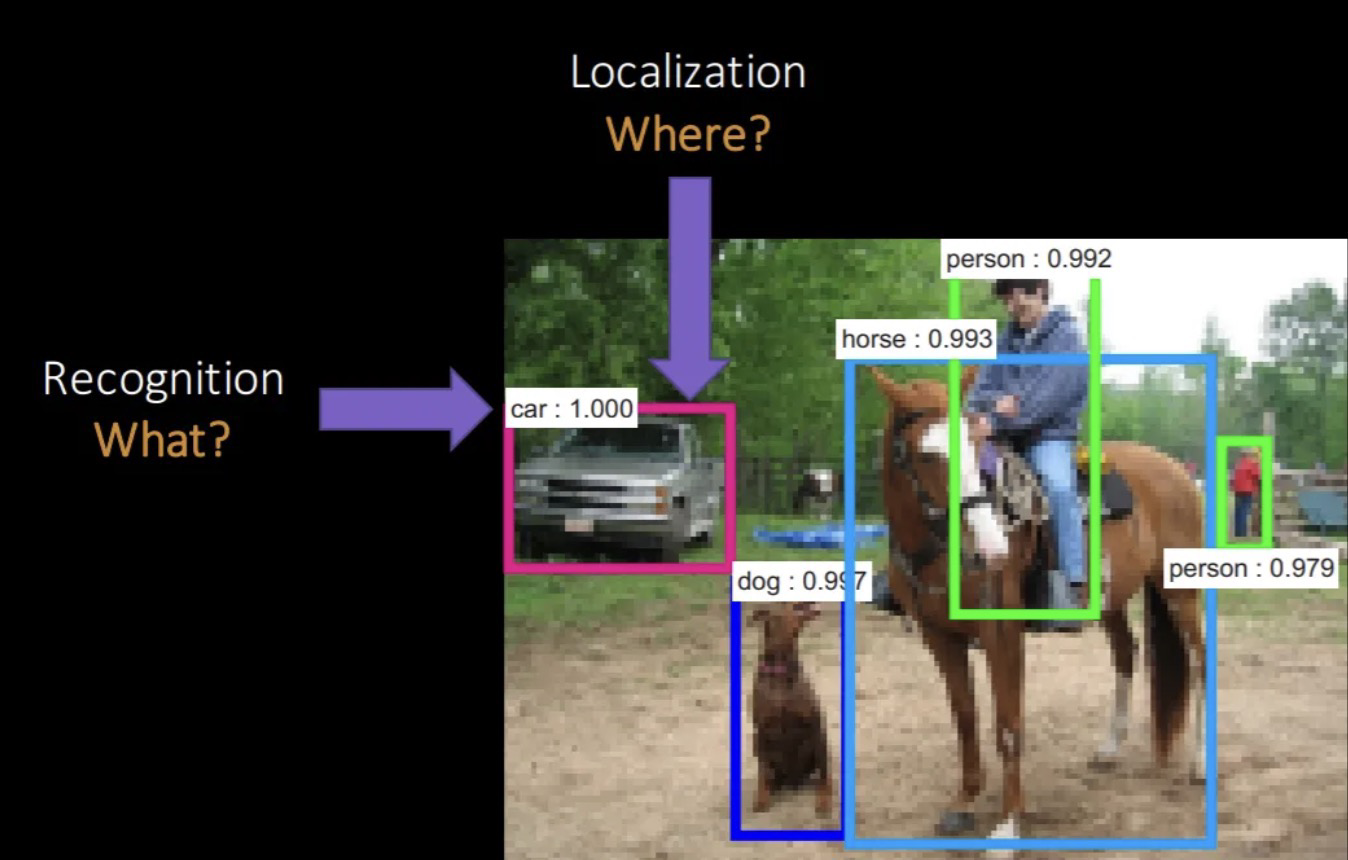 Localization
Where?
person : 0.992
horse : 0.993
Recognition
What?
car : 1.000
person : 0.979
dog : 0.997